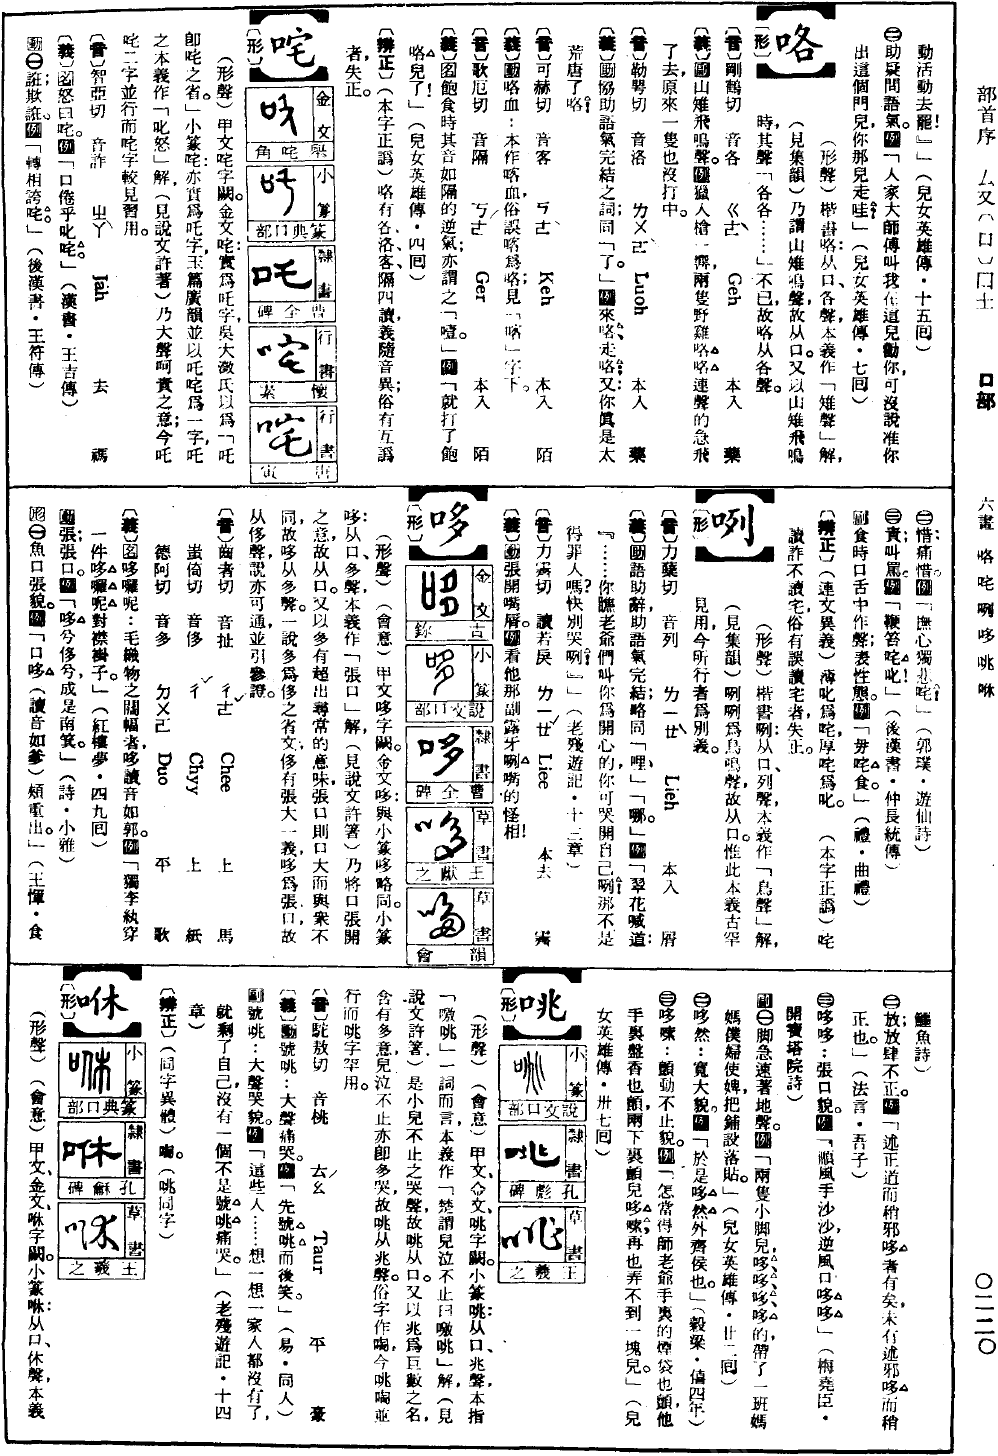 部首序 厶又（口）囗土 口部 六畫 咯咤咧哆咷咻 〇二二〇
動活動去罷！』」（兒女英雄傳・十五回）
㊂助疑問語氣。例「人家大師傅叫我在這兒勸你，可沒說准你
出這個門兒，你那兒走哇」（兒女英雄傳・七回）
咯
〔形〕
（形聲）楷書咯：从口、各聲，本義作「雉聲」解，
（見集韻）乃謂山雉鳴聲，故从口。又以山雉飛鳴
時，其聲「各各……」不已，故咯从各聲。
〔音〕剛鶴切 音各 ㄍㄜ Geh 本入 藥
〔義〕副山雉飛鳴聲。例獵人槍一擲，兩隻野雞咯咯連聲的急飛
了去，原來一隻也沒打中。
〔音〕勒咢切 音洛 ㄌㄨㄛ Luoh 本入 藥
〔義〕助協助語氣完結之詞；同「了。」例來咯；走咯；又：你眞是太
荒唐了咯！
〔音〕可赫切 音客 ㄎㄜ Keh 本入 陌
〔義〕動咯血：本作喀血，俗誤喀爲咯，見「喀」字下。
〔音〕歌厄切 音隔 ㄎㄜ Ger 本入 陌
〔義〕名飽食時其音如隔的逆氣；亦謂之「噎。」例「就打了飽
咯兒了！」（兒女英雄傳・四回）
〔辨正〕（本字正譌）咯有各、洛、客、隔四讀，義隨音異；俗有互譌
者，失正。
咤
〔形〕
金文 㮚咤角
小篆 篆典口部
隸書 曹全碑
行書 懷素
行書 唐寅
（形聲）甲文咤字闕。金文咤：實爲吒字，吳大澂氏以爲「吒
卽咤之省。」小篆咤：亦實爲吒字，玉篇廣韻並以吒咤爲一字，吒
之本義作「叱怒」解，（見說文許著）乃大聲呵責之意；今吒
咤二字並行而咤字較見習用。
〔音〕智亞切 音詐 ㄓㄚ Jah 去 禡
〔義〕名怒曰咤。例「口倦乎叱咤。」（漢書・王吉傳）
動㊀誑；欺誑。例「轉相誇咤。」（後漢書・王符傳）
㊁惜；痛惜。例「撫心獨悲咤」（郭璞・遊仙詩）
㊂責；叫罵。例「鞭笞咤叱。」（後漢書・仲長統傳）
副食時口舌中作聲；表性態。例「毋咤食。」（禮・曲禮）
〔辨正〕（連文異義）薄叱爲咤，厚咤爲叱。 （本字正譌）咤
讀詐不讀宅，俗有誤讀宅者，失正。
咧
〔形〕
（形聲）楷書咧：从口、列聲，本義作「鳥聲」解，
（見集韻）咧咧爲鳥鳴聲，故从口。惟此本義古罕
見用，今所行者爲別義。
〔音〕力蘖切 音列 ㄌㄧㄝ Lieh 本入 屑
〔義〕助語助辭，助語氣完結；略同「哩」「哪。」例「翠花喊道：
『……你瞧老爺們叫你爲開心的，你可哭開自己咧！那不是
得罪人嗎？快別哭咧！』」（老殘遊記・十三章）
〔音〕力霽切 讀若戾 ㄌㄧㄝ Liee 本去 霽
〔義〕動張開嘴唇。例看他那副露牙咧嘴的怪相！
哆
〔形〕
金文 古鉥
小篆 說文口部
隸書 曹全碑
草書 王獻之
草書 韻會
（形聲）（會意）甲文哆字闕。金文哆：與小篆哆略同。小篆
哆：从口、多聲，本義作「張口」解，（見說文許箸）乃將口張開
之意，故从口。又以多有超出尋常的意味，張口則口大而與衆不
同，故哆从多聲。一說多爲侈之省文，侈有張大一義，哆爲張口，故
从侈聲，說亦可通，並引參證。
〔音〕齒者切 音扯 ㄔㄜ Chee 上 馬
蚩倚切 音侈 ㄔ Chyy 上 紙
德阿切 音多 ㄉㄨㄛ Duo 平 歌
〔義〕名哆囉呢：毛織物之闊幅者，哆讀音如郭。例「獨李紈穿
一件哆囉呢對襟褂子。」（紅樓夢・四九回）
動張；張口。例「哆兮侈兮，成是南箕。」（詩・小雅）
形㊀魚口張貌。例「口哆（讀音如爹）頰重出。」（王惲・食
鱸魚詩）
㊁放；放肆不正。例「述正道而稍邪哆者有矣，未有述邪哆而稍
正也。」（法言・吾子）
㊂哆哆：張口貌。例「順風手沙沙，逆風口哆哆」（梅堯臣・
開寶塔院詩）
副㊀脚急速著地聲。例「兩隻小脚兒，哆哆哆哆的帶了一班媽
媽僕婦使婢，把鋪設落貼。」（兒女英雄傳・廿二回）
㊁哆然：寬大貌。例「於是哆然外齊侯也。」（穀梁・僖四年）
㊂哆嗦：顫動不止貌。例「怎當得師老爺手裏的煙袋也顫，他
手裏盤香也顫，兩下裏顫兒哆嗦，再也弄不到一塊兒」（兒
女英雄傳・卅七回）
咷
〔形〕
小篆 說文口部
隸書 孔彪碑
草書 王羲之
（形聲）（會意）甲文、金文咷字闕。小篆咷：从口、兆聲，本指
「噭咷」一詞而言，本義作「楚謂兒泣不止曰噭咷」解，（見
說文許著）是小兒不止之哭聲，故咷从口。又以兆爲巨數之名，
含有多意，兒泣不止亦卽多哭，故咷从兆聲。俗字作啕，今咷啕並
行而咷字罕用。
〔音〕駝敖切 音桃 ㄊㄠ Taur 平 豪
〔義〕動號咷：大聲痛哭。例「先號咷而後笑。」（易・同人）
副號咷：大聲哭貌。例「這些人……想一想一家人都沒有了，
就剩了自己，沒有一個不是號咷痛哭。」（老殘遊記・十四
章）
〔辨正〕（同字異體）啕。（咷同字）
咻
〔形〕
小篆 篆典口部
隸書 孔龢碑
草書 王羲之
（形聲）（會意）甲文、金文咻字闕。小篆咻：从口、休聲，本義